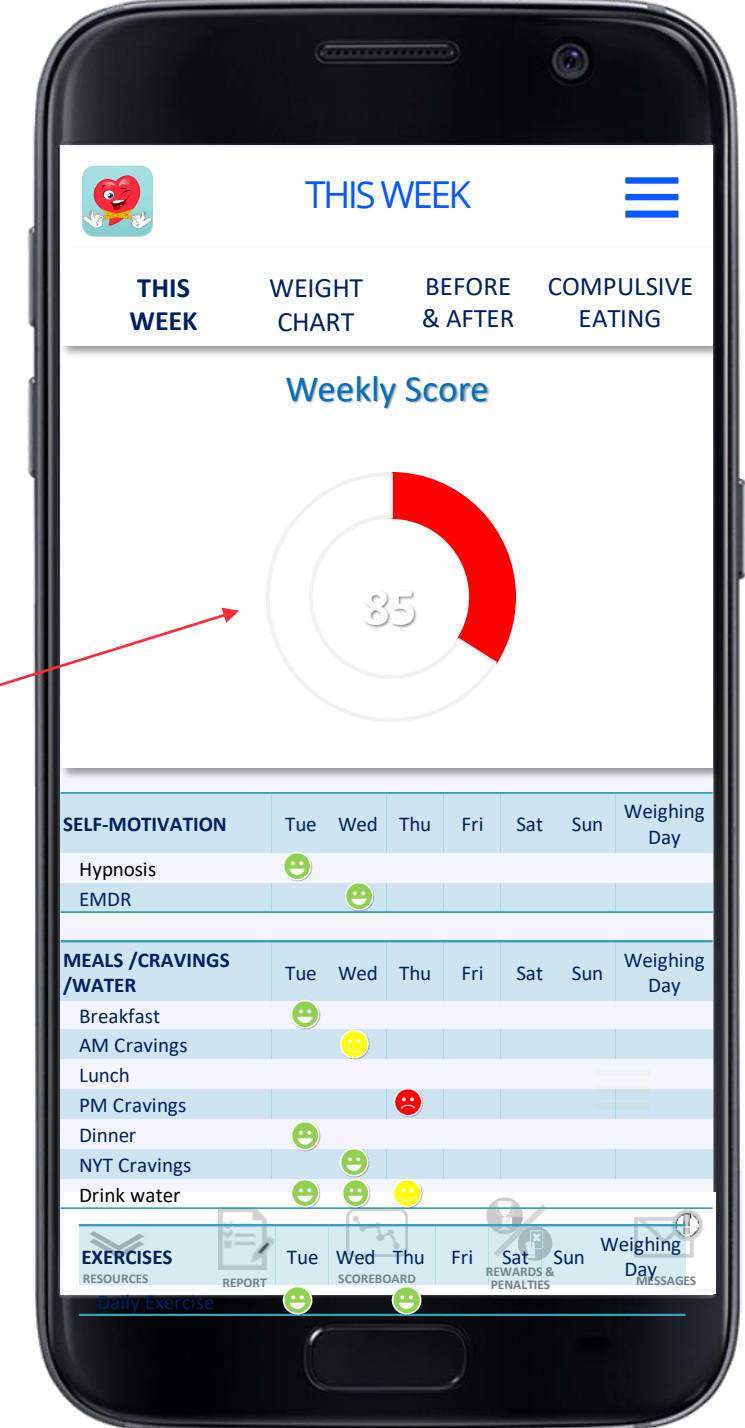 THIS WEEK
THIS WEIGHT BEFORE COMPULSIVE
WEEK CHART & AFTER EATING
Weekly Score
85
SELF-MOTIVATION Tue Wed Thu Fri Sat Sun Weighing Day
Hypnosis
EMDR
MEALS /CRAVINGS /WATER Tue Wed Thu Fri Sat Sun Weighing Day
Breakfast
AM Cravings
Lunch
PM Cravings
Dinner
NYT Cravings
Drink water
EXERCISES Tue Wed Thu Fri Sat Sun Weighing Day
RESOURCES REPORT SCOREBOARD REWARDS & PENALTIES MESSAGES
Daily Exercise